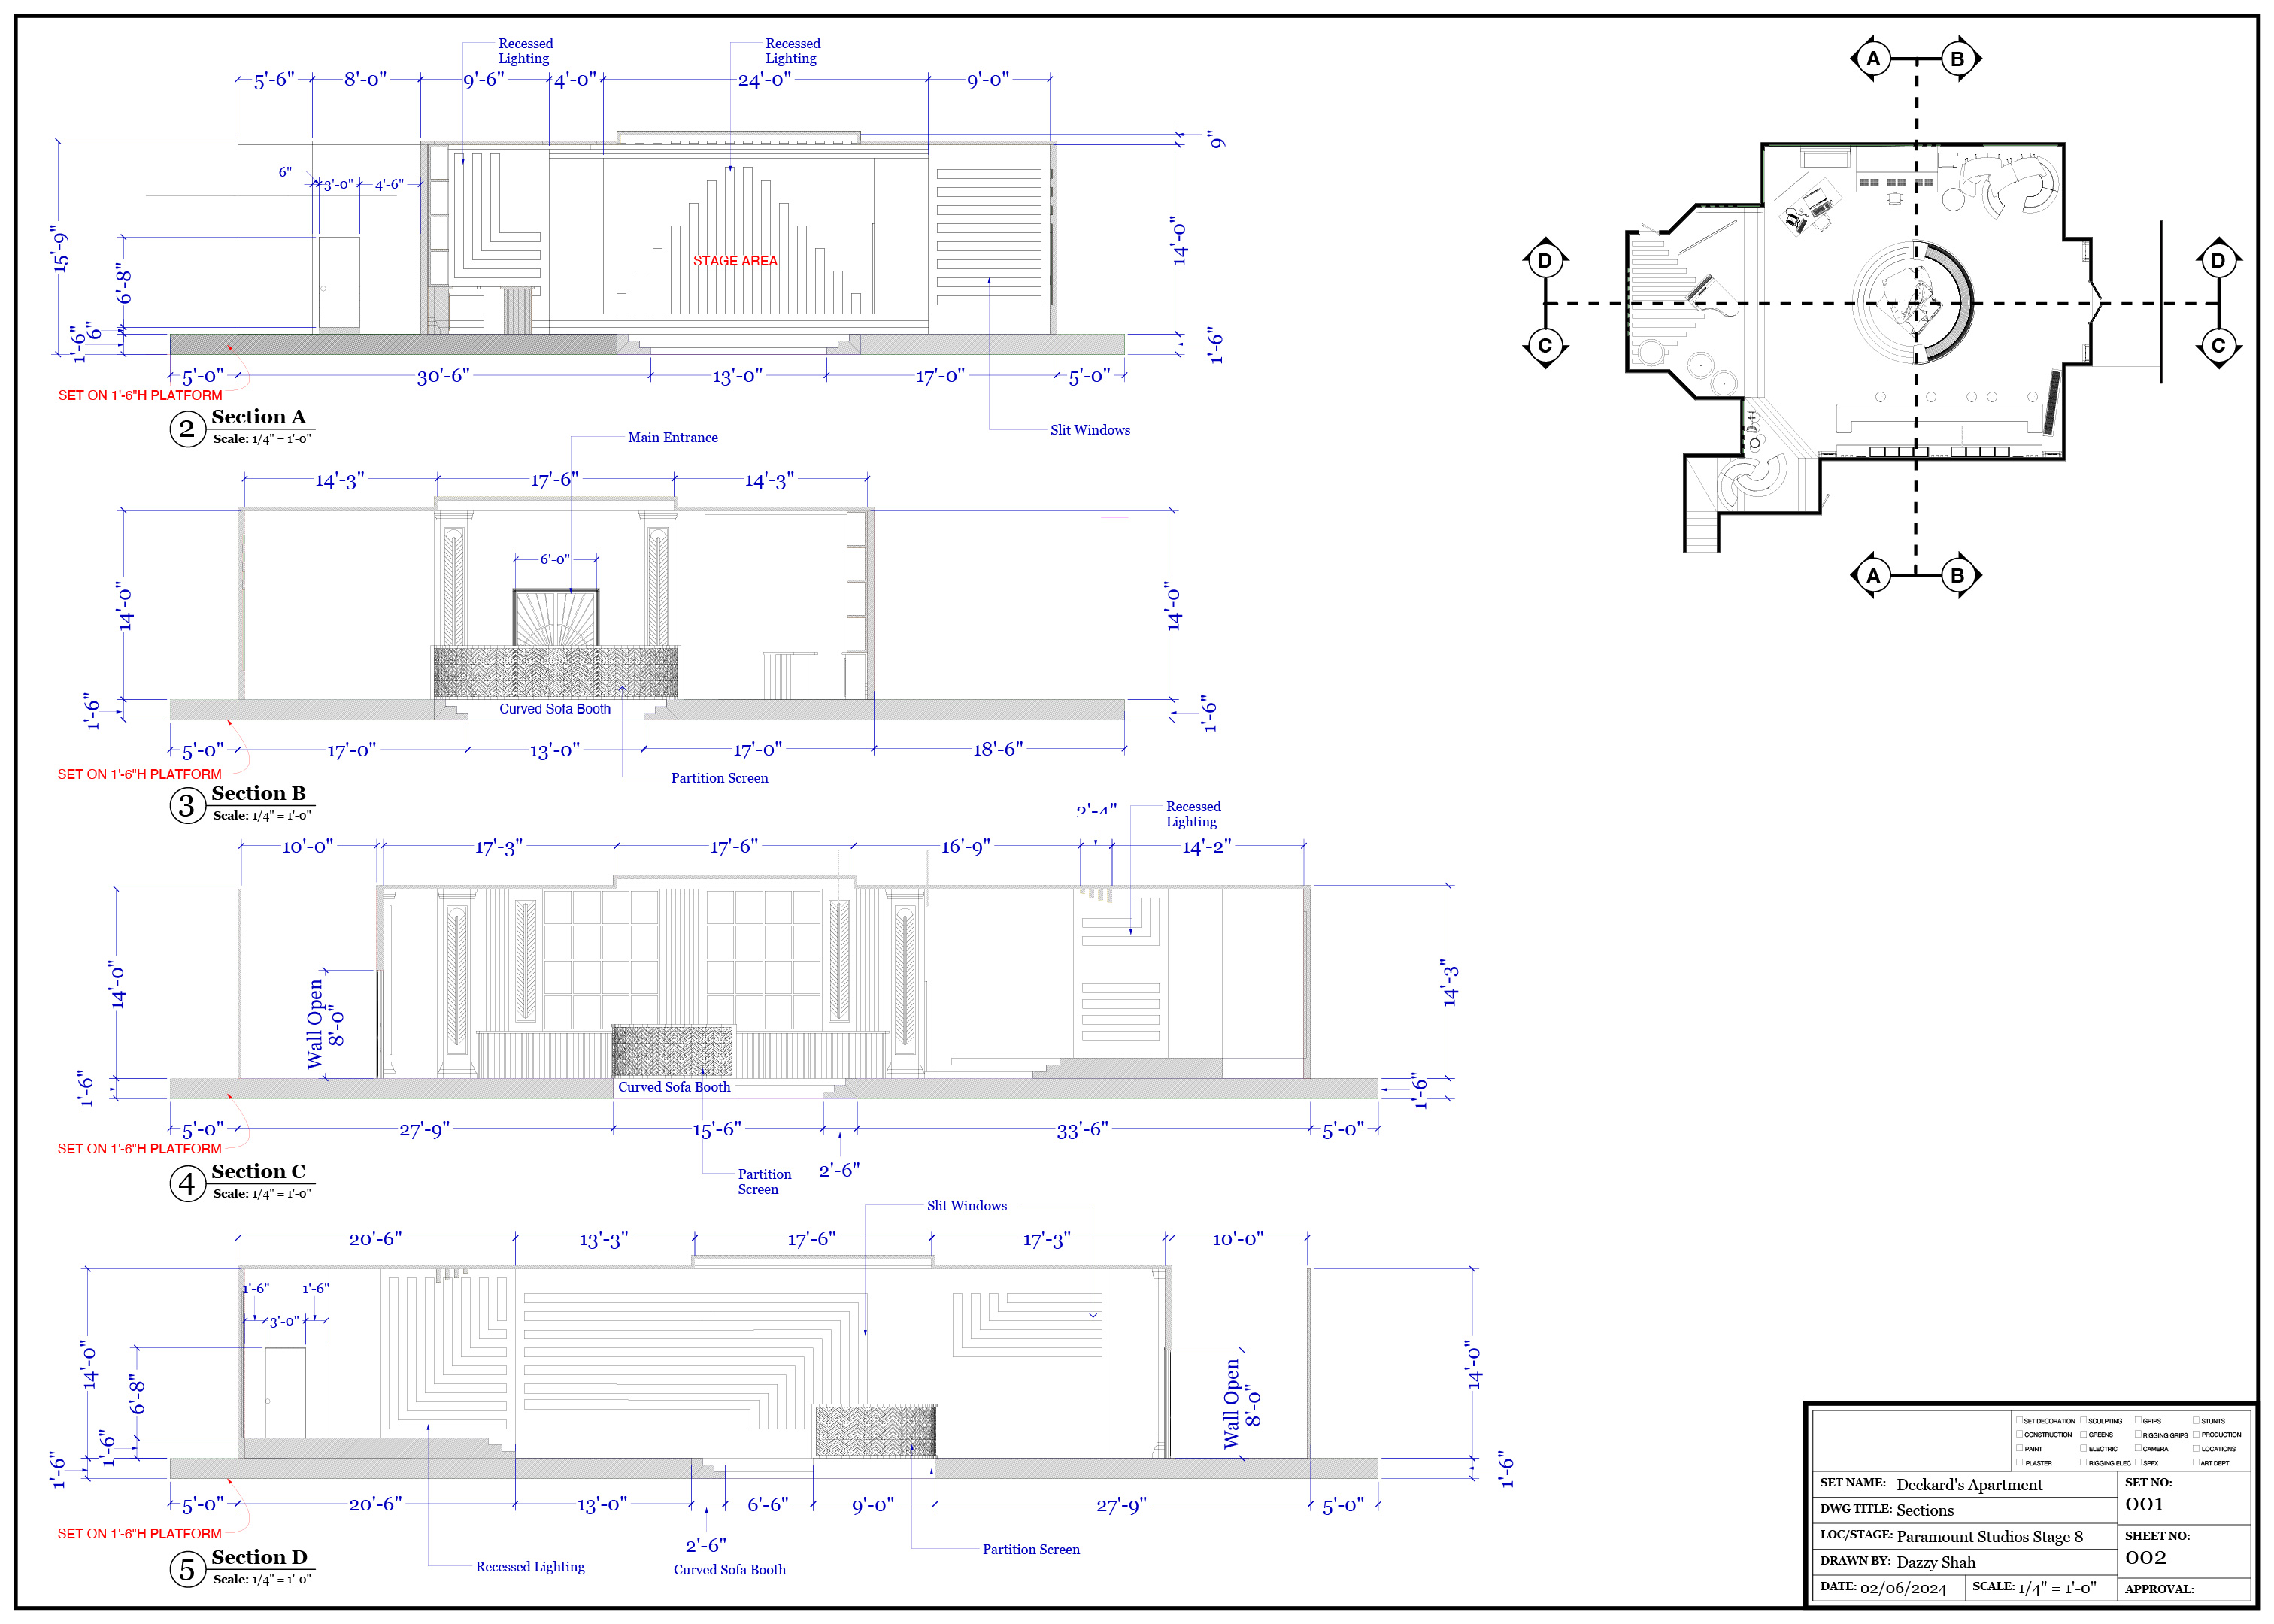 Recessed
Lighting
Recessed
Lighting
5'-6"
8'-0"
9'-6"
4'-0"
24'-0"
9'-0"
9"
6"
3'-0"
4'-6"
15'-9"
6'-8"
1'-6"
6"
14'-0"
1'-6"
STAGE AREA
5'-0"
30'-6"
13'-0"
17'-0"
5'-0"
SET ON 1'-6"H PLATFORM
Slit Windows
2
Section A
Scale: 1/4" = 1'-0"
Main Entrance
14'-3"
17'-6"
14'-3"
6'-0"
14'-0"
14'-0"
1'-6"
1'-6"
Curved Sofa Booth
5'-0"
17'-0"
13'-0"
17'-0"
18'-6"
SET ON 1'-6"H PLATFORM
Partition Screen
3
Section B
Scale: 1/4" = 1'-0"
Recessed
Lighting
10'-0"
17'-3"
17'-6"
16'-9"
14'-2"
14'-0"
Wall Open
8'-0"
14'-3"
1'-6"
1'-6"
Curved Sofa Booth
5'-0"
27'-9"
15'-6"
33'-6"
5'-0"
SET ON 1'-6"H PLATFORM
2'-6"
Partition
Screen
4
Section C
Scale: 1/4" = 1'-0"
Slit Windows
20'-6"
13'-3"
17'-6"
17'-3"
10'-0"
1'-6"
1'-6"
3'-0"
14'-0"
6'-8"
1'-6"
1'-6"
Wall Open
8'-0"
14'-0"
1'-6"
5'-0"
20'-6"
13'-0"
6'-6"
9'-0"
27'-9"
5'-0"
SET ON 1'-6"H PLATFORM
2'-6"
Recessed Lighting
Curved Sofa Booth
Partition Screen
5
Section D
Scale: 1/4" = 1'-0"
A B
D D
C C
A B
SET DECORATION SCULPTING GRIPS STUNTS
CONSTRUCTION GREENS RIGGING GRIPS PRODUCTION
PAINT ELECTRIC CAMERA LOCATIONS
PLASTER RIGGING ELEC SPFX ART DEPT
SET NAME: Deckard's Apartment
SET NO:
001
DWG TITLE: Sections
LOC/STAGE: Paramount Studios Stage 8
SHEET NO:
002
DRAWN BY: Dazzy Shah
DATE: 02/06/2024
SCALE: 1/4" = 1'-0"
APPROVAL: